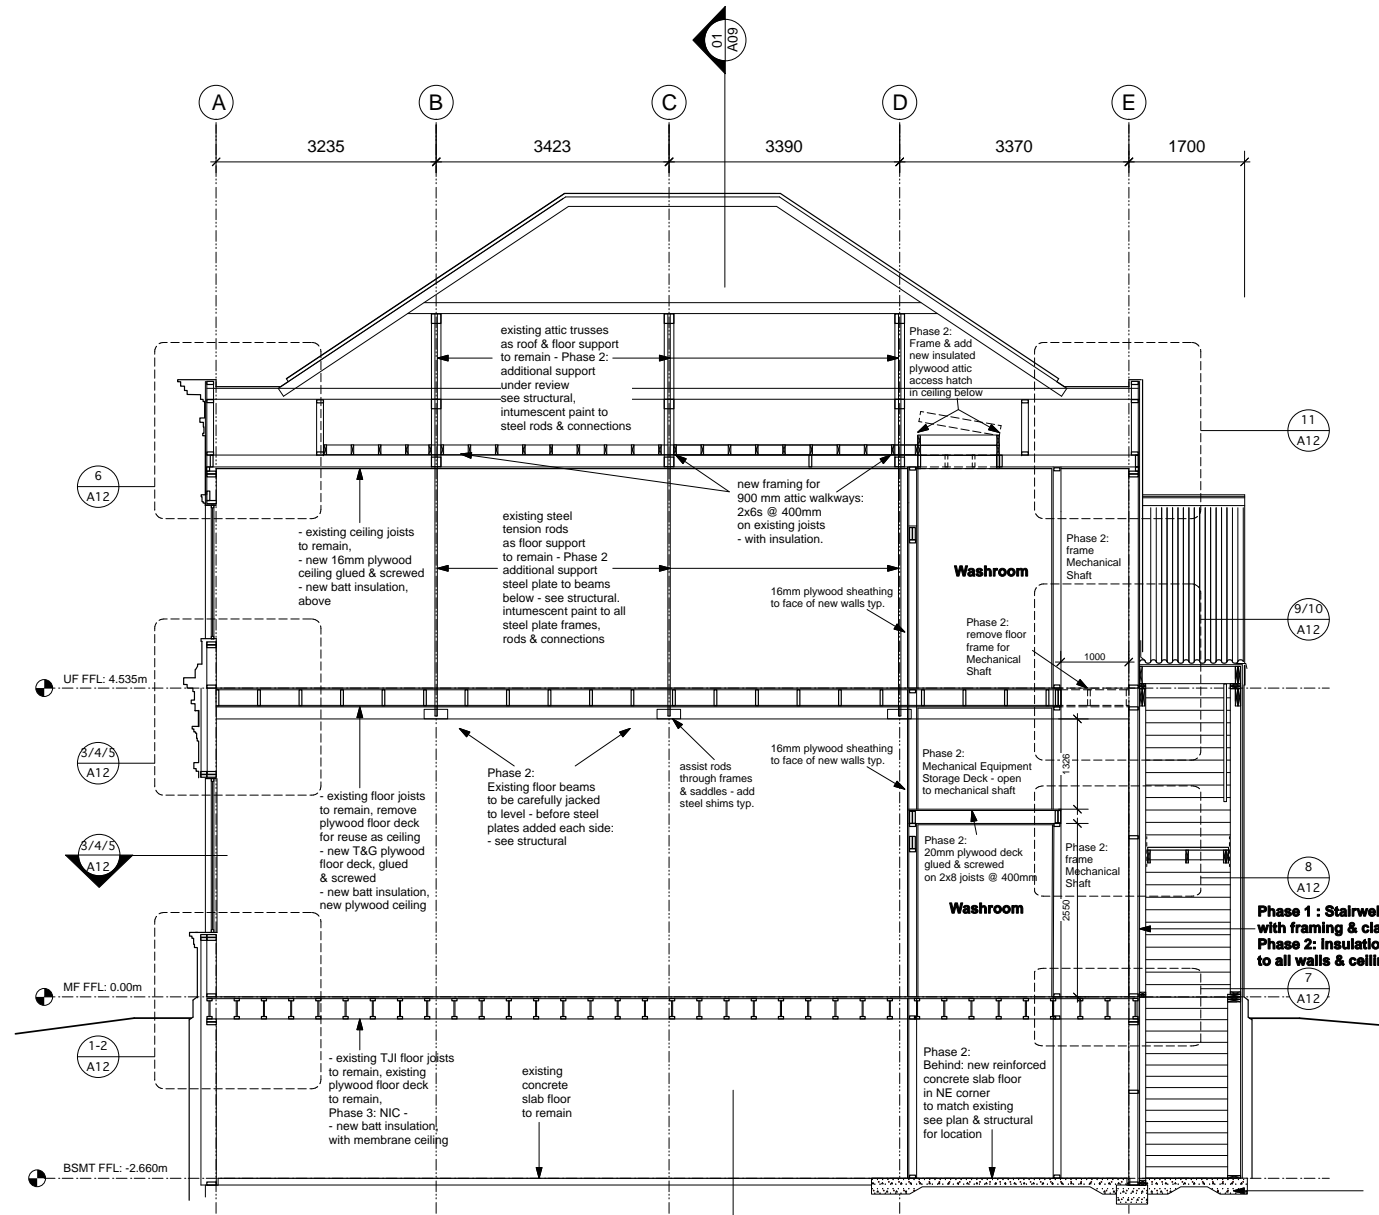 01
A09
A
B
C
D
E
3235
3423
3390
3370
1700
existing attic trusses
as roof & floor support
to remain - Phase 2:
additional support
under review
see structural,
intumescent paint to
steel rods & connections
Phase 2:
Frame & add
new insulated
plywood attic
access hatch
in ceiling below
11
A12
6
A12
new framing for
900 mm attic walkways:
2x6s @ 400mm
on existing joists
- with insulation.
- existing ceiling joists
to remain,
- new 16mm plywood
ceiling glued & screwed
- new batt insulation,
above
existing steel
tension rods
as floor support
to remain - Phase 2
additional support
steel plate to beams
below - see structural.
intumescent paint to all
steel plate frames,
rods & connections
Phase 2:
frame
Mechanical
Shaft
Washroom
16mm plywood sheathing
to face of new walls typ.
9/10
A12
Phase 2:
remove floor
frame for
Mechanical
Shaft
1000
UF FFL: 4.535m
3/4/5
A12
16mm plywood sheathing
to face of new walls typ.
Phase 2:
Mechanical Equipment
Storage Deck - open
to mechanical shaft
1326
assist rods
through frames
& saddles - add
steel shims typ.
Phase 2:
Existing floor beams
to be carefully jacked
to level - before steel
plates added each side:
- see structural
- existing floor joists
to remain, remove
plywood floor deck
for reuse as ceiling
- new T&G plywood
floor deck, glued
& screwed
- new batt insulation,
new plywood ceiling
3/4/5
A12
Phase 2:
20mm plywood deck
glued & screwed
on 2x8 joists @ 400mm
Phase 2:
frame
Mechanical
Shaft
8
A12
Washroom
2550
Phase 1 : Stairwel
with framing & cla
Phase 2: insulatio
to all walls & ceilin
7
A12
MF FFL: 0.00m
1-2
A12
- existing TJI floor joists
to remain, existing
plywood floor deck
to remain,
Phase 3: NIC -
- new batt insulation,
with membrane ceiling
existing
concrete
slab floor
to remain
Phase 2:
Behind: new reinforced
concrete slab floor
in NE corner
to match existing
see plan & structural
for location
BSMT FFL: -2.660m